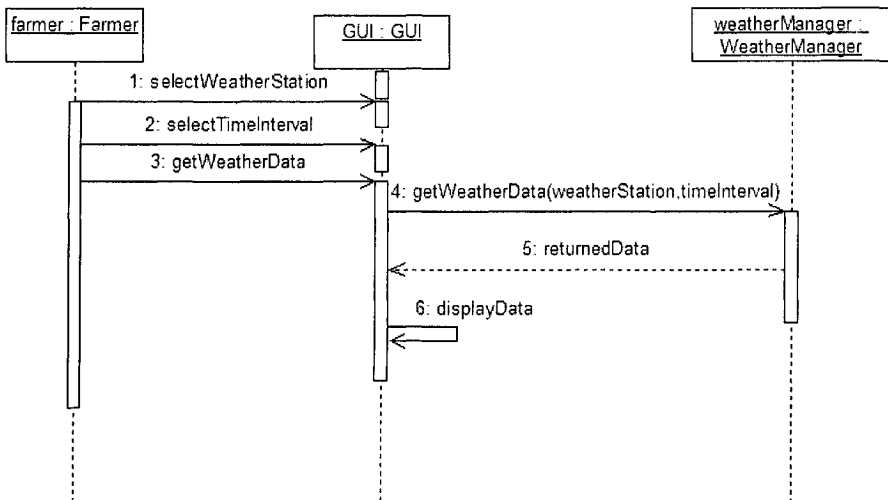 farmer : Farmer
GUI : GUI
weatherManager :
WeatherManager
1: selectWeatherStation
2: selectTimeInterval
3: getWeatherData
4: getWeatherData(weatherStation,timeInterval)
5: returnedData
6: displayData